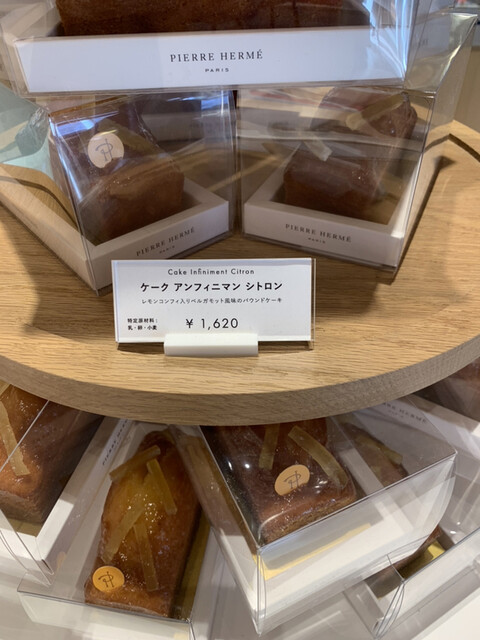 PIERRE HERMÉ
PARIS
PIERRE HERMÉ
PIERRE HERMÉ
PARIS
Cake Infiniment Citron
ケーク アンフィニマン シトロン
レモンコンフィ入りベルガモット風味のパウンドケーキ
特定原材料:
乳・卵・小麦
¥ 1,620
PIERRE HERMÉ